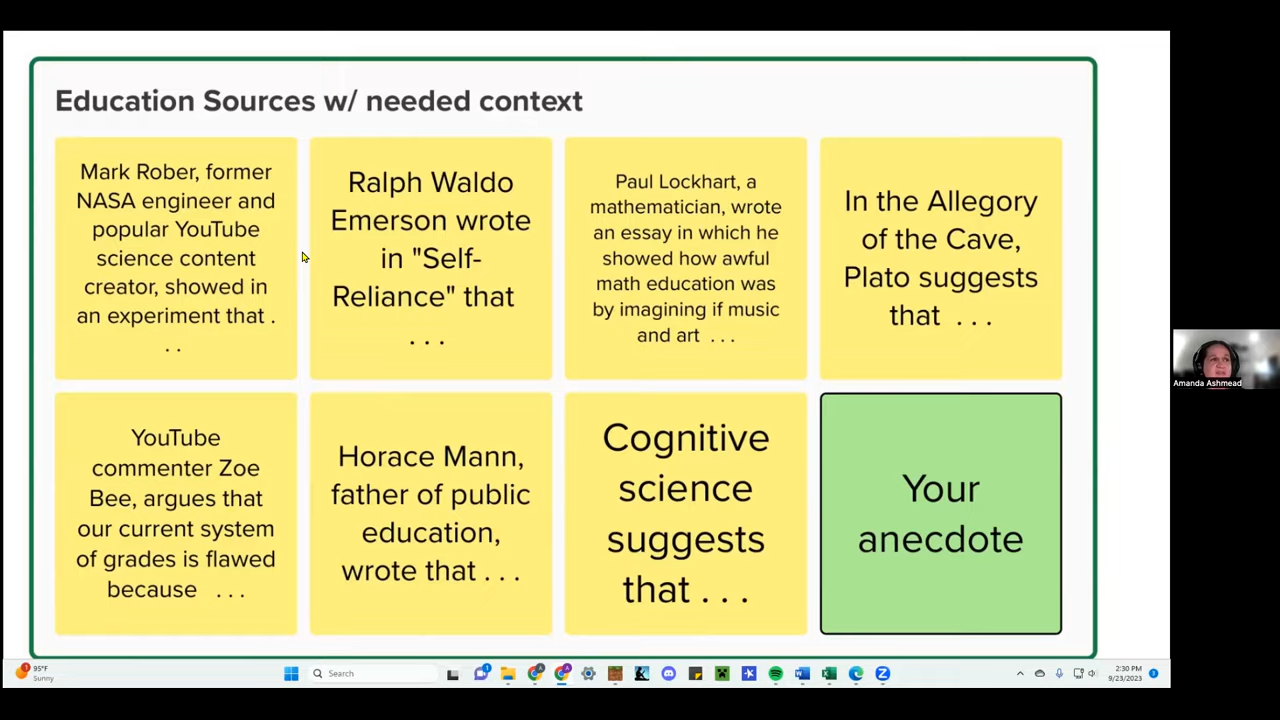 Education Sources w/ needed context
Mark Rober, former
NASA engineer and
popular YouTube
science content
creator, showed in
an experiment that .
. .
Ralph Waldo
Emerson wrote
in "Self-
Reliance" that
. . .
Paul Lockhart, a
mathematician, wrote
an essay in which he
showed how awful
math education was
by imagining if music
and art . . .
In the Allegory
of the Cave,
Plato suggests
that . . .
YouTube
commenter Zoe
Bee, argues that
our current system
of grades is flawed
because . . .
Horace Mann,
father of public
education,
wrote that . . .
Cognitive
science
suggests
that . . .
Your
anecdote
Amanda Ashmead
95°F
Sunny
Search
2:30 PM
9/23/2023